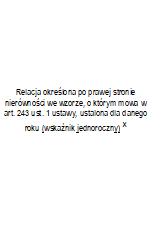 Relacja określona po prawej stronie
nierówności we wzorze, o którym mowa w
art. 243 ust. 1 ustawy, ustalona dla danego
roku (wskaźnik jednoroczny) x